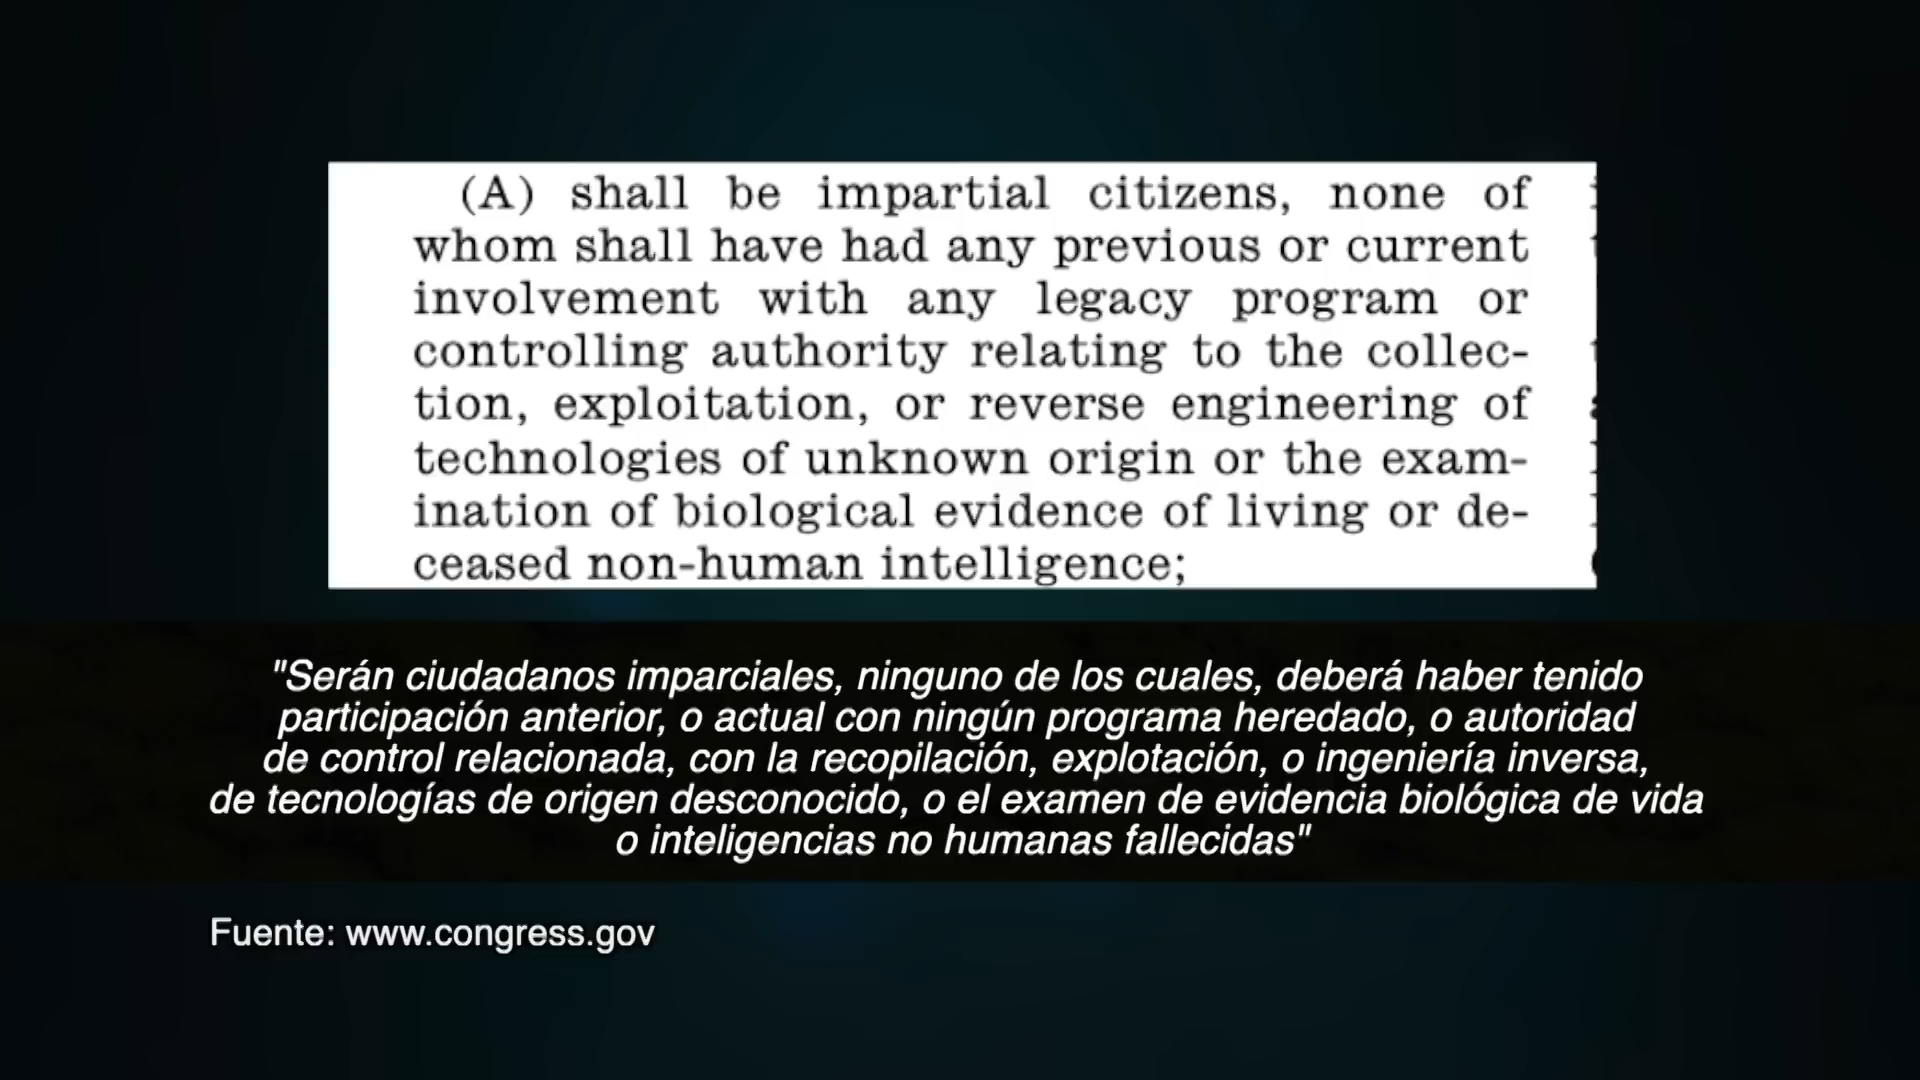 (A) shall be impartial citizens, none of
whom shall have had any previous or current
involvement with any legacy program or
controlling authority relating to the collec-
tion, exploitation, or reverse engineering of
technologies of unknown origin or the exam-
ination of biological evidence of living or de-
ceased non-human intelligence;
"Serán ciudadanos imparciales, ninguno de los cuales, deberá haber tenido
participación anterior, o actual con ningún programa heredado, o autoridad
de control relacionada, con la recopilación, explotación, o ingeniería inversa,
de tecnologías de origen desconocido, o el examen de evidencia biológica de vida
o inteligencias no humanas fallecidas"
Fuente: www.congress.gov